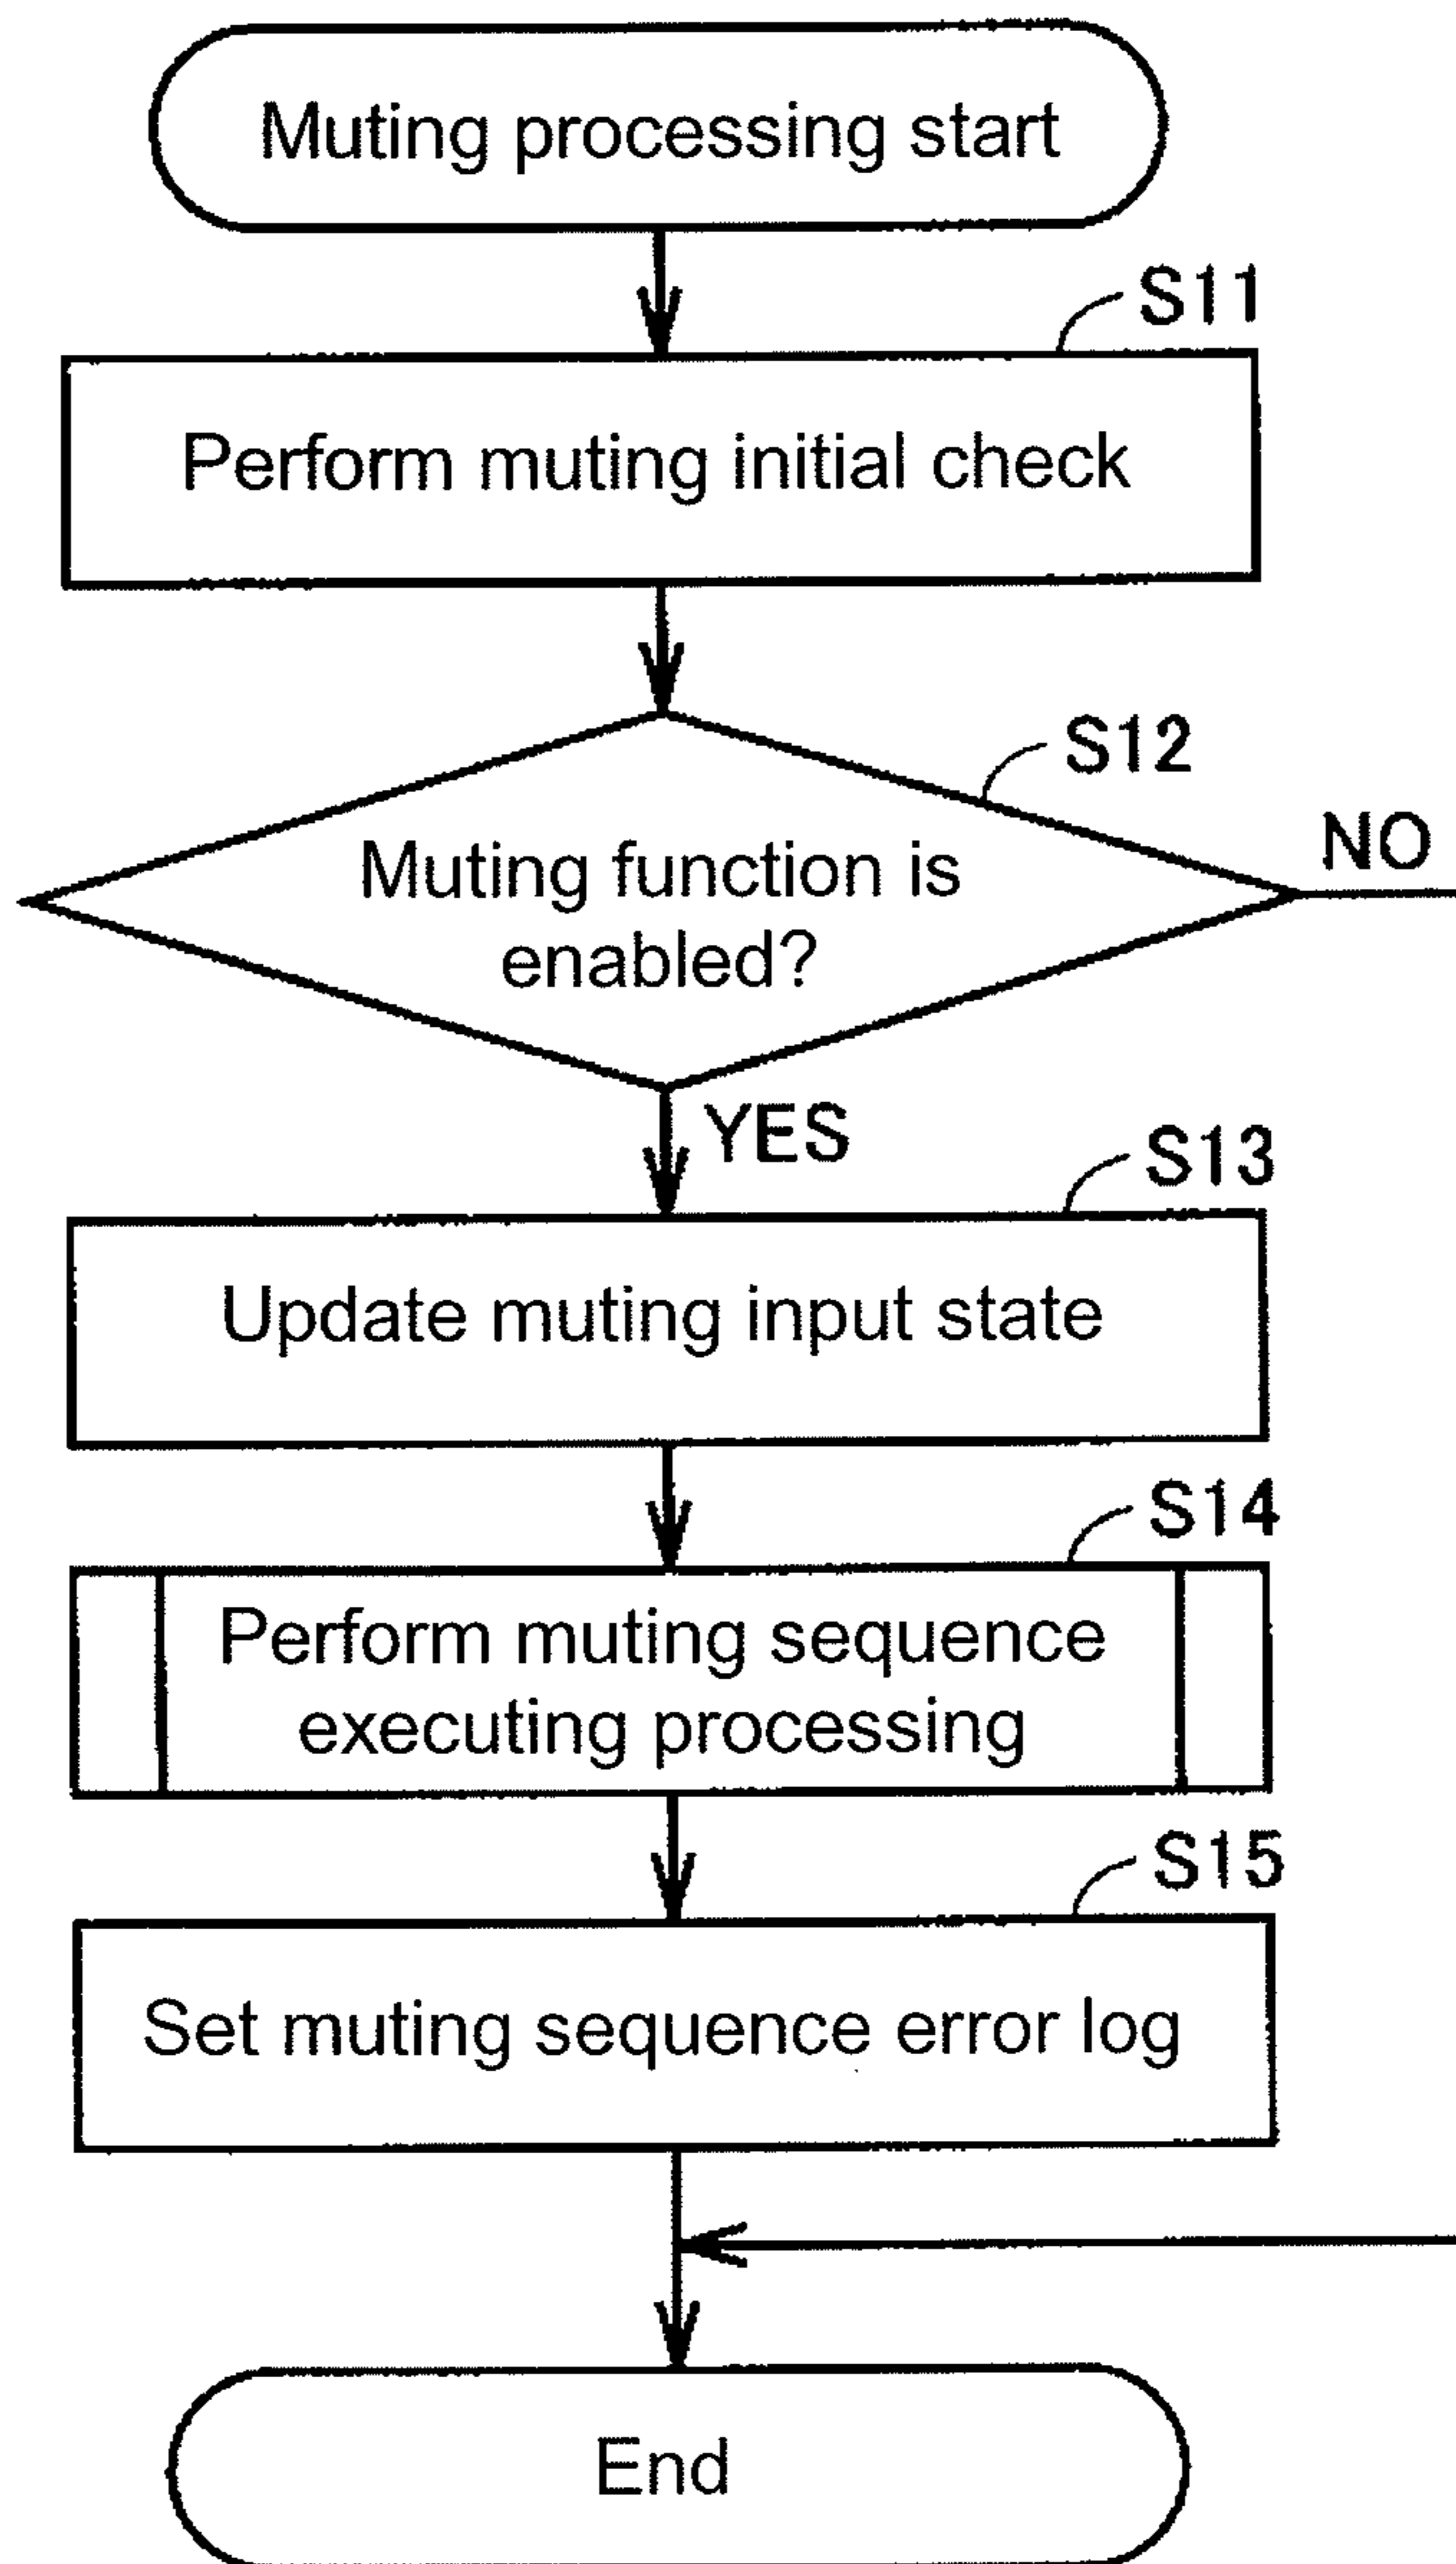 Muting processing start
S11
Perform muting initial check
S12
NO
Muting function is
enabled?
YES
S13
Update muting input state
S14
Perform muting sequence
executing processing
S15
Set muting sequence error log
End